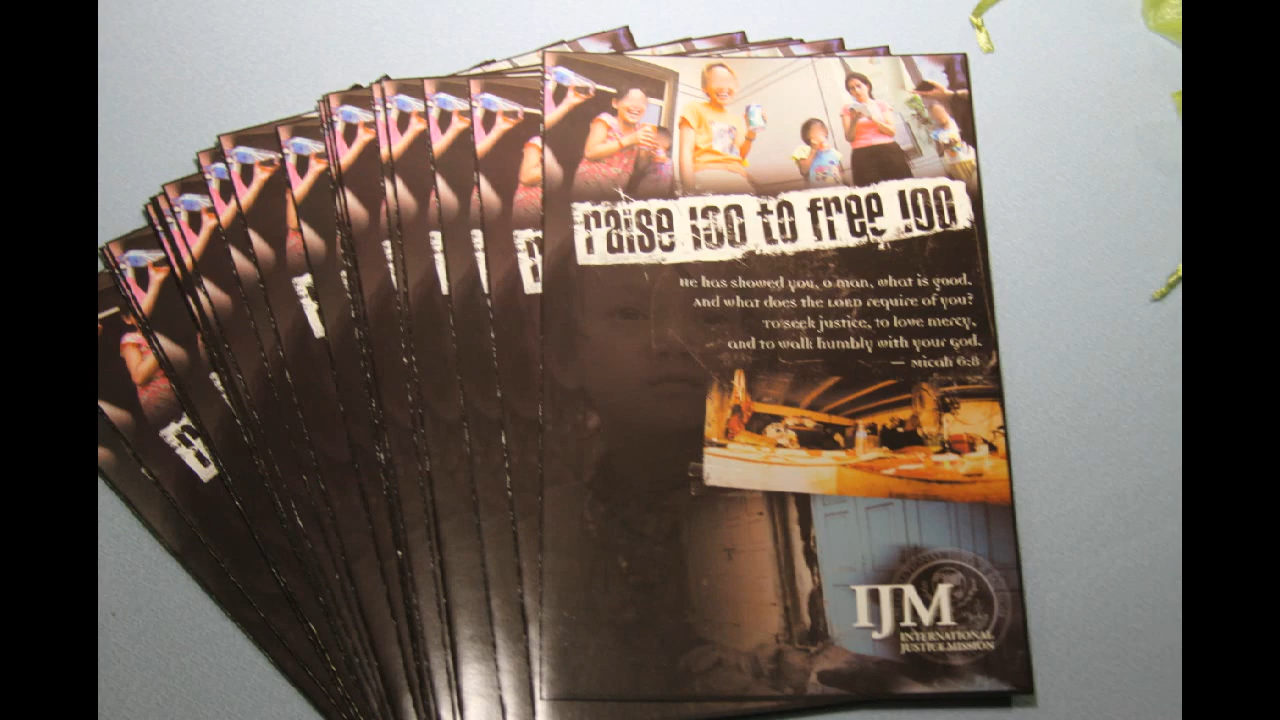 raise 100 to free 100
He has showed you, o man, what is good.
And what does the LORD require of you?
To seek justice, to love mercy,
and to walk humbly with your God.
— Micah 6:8
IJM
INTERNATIONAL
JUSTICE MISSION